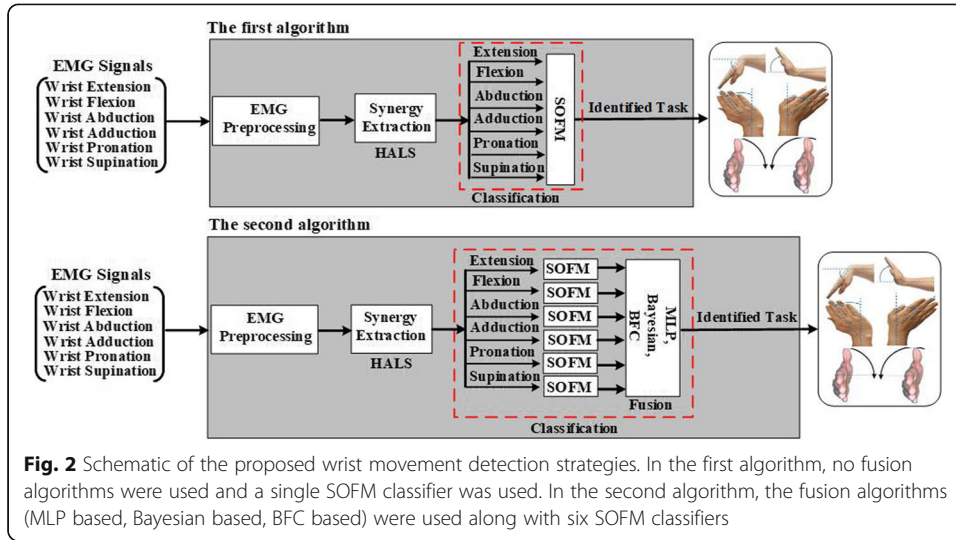 The first algorithm
EMG Signals
Wrist Extension
Wrist Flexion
Wrist Abduction
Wrist Adduction
Wrist Pronation
Wrist Supination
EMG
Preprocessing
Synergy
Extraction
HALS
Extension
Flexion
Abduction
Adduction
Pronation
Supination
SOFM
Classification
Identified Task
The second algorithm
EMG Signals
Wrist Extension
Wrist Flexion
Wrist Abduction
Wrist Adduction
Wrist Pronation
Wrist Supination
EMG
Preprocessing
Synergy
Extraction
HALS
Extension
Flexion
Abduction
Adduction
Pronation
Supination
SOFM
SOFM
SOFM
SOFM
SOFM
SOFM
MLP,
Bayesian,
BFC
Fusion
Classification
Identified Task
Fig. 2 Schematic of the proposed wrist movement detection strategies. In the first algorithm, no fusion
algorithms were used and a single SOFM classifier was used. In the second algorithm, the fusion algorithms
(MLP based, Bayesian based, BFC based) were used along with six SOFM classifiers